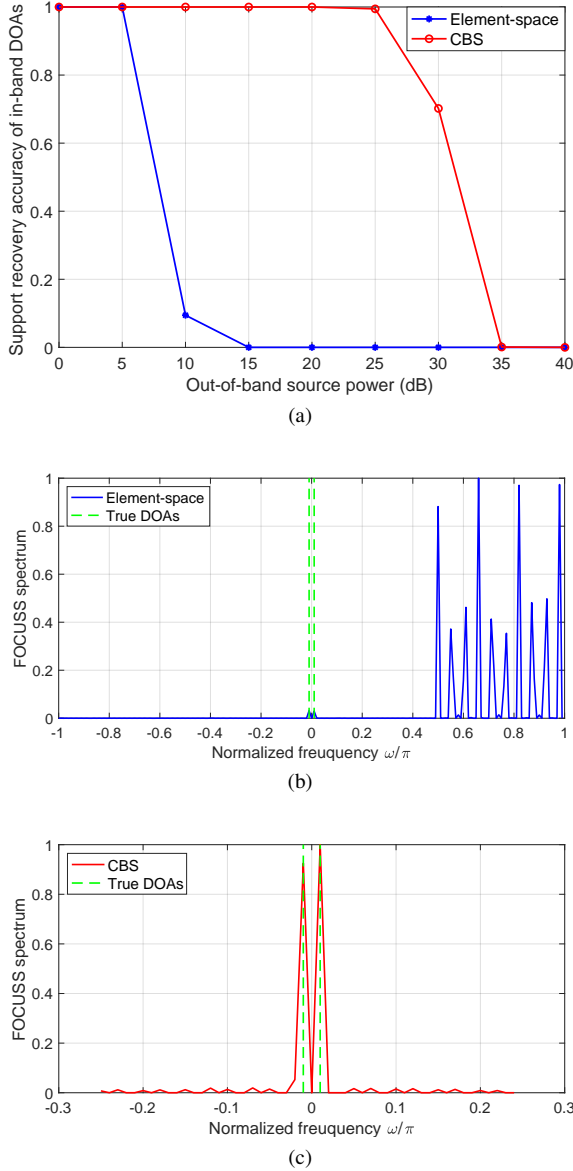 Support recovery accuracy of in-band DOAs
1
0.8
0.6
0.4
0.2
0
Element-space
CBS
0 5 10 15 20 25 30 35 40
Out-of-band source power (dB)
(a)
FOCUSS spectrum
1
0.8
0.6
0.4
0.2
0
Element-space
True DOAs
-1 -0.8 -0.6 -0.4 -0.2 0 0.2 0.4 0.6 0.8 1
Normalized freuquency ω/π
(b)
FOCUSS spectrum
1
0.8
0.6
0.4
0.2
0
CBS
True DOAs
-0.3 -0.2 -0.1 0 0.1 0.2 0.3
Normalized freuquency ω/π
(c)